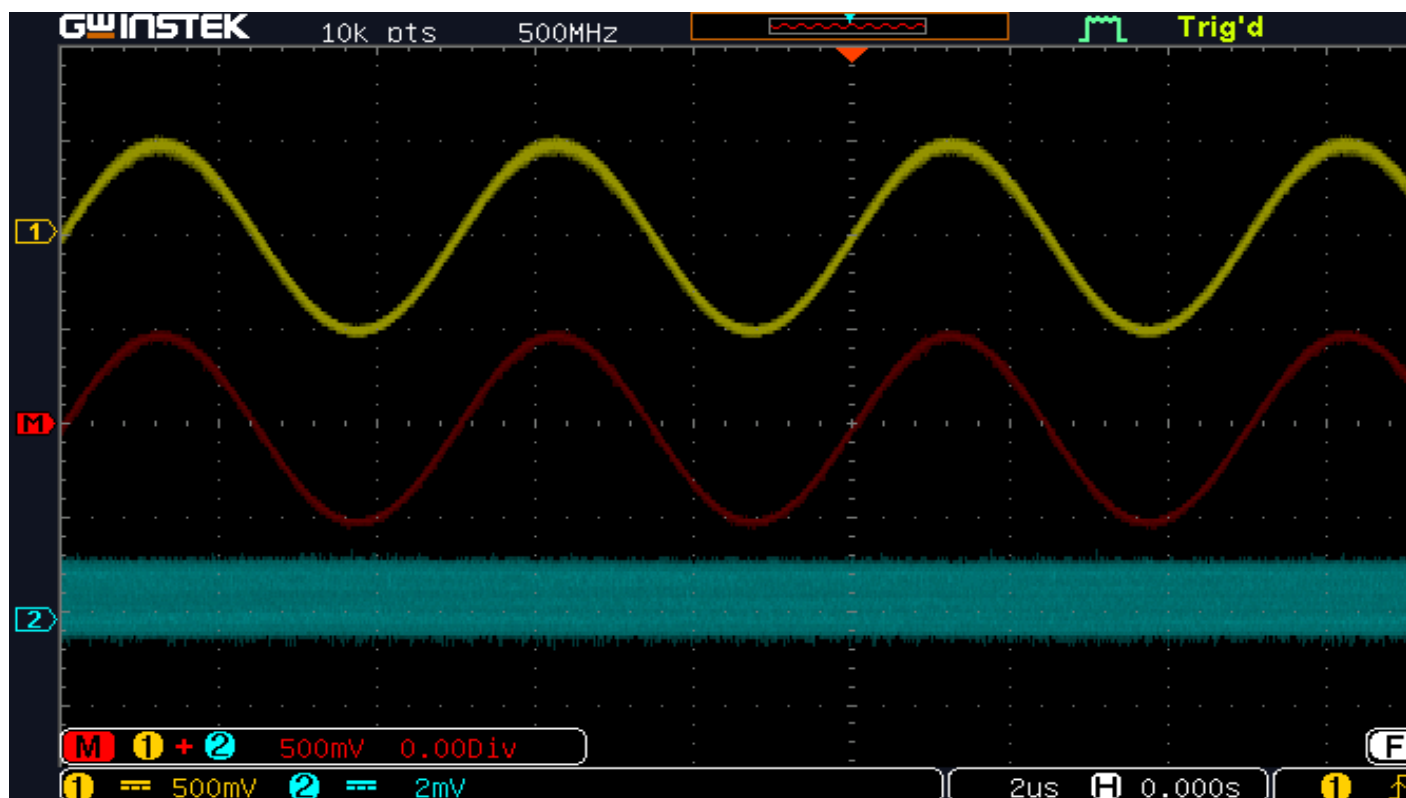 GWINSTEK 10k pts 500MHz Trig'd
1
M
2
M 1 + 2 500mV 0.00Div F
1 500mV 2 2mV 2us H 0.000s 1